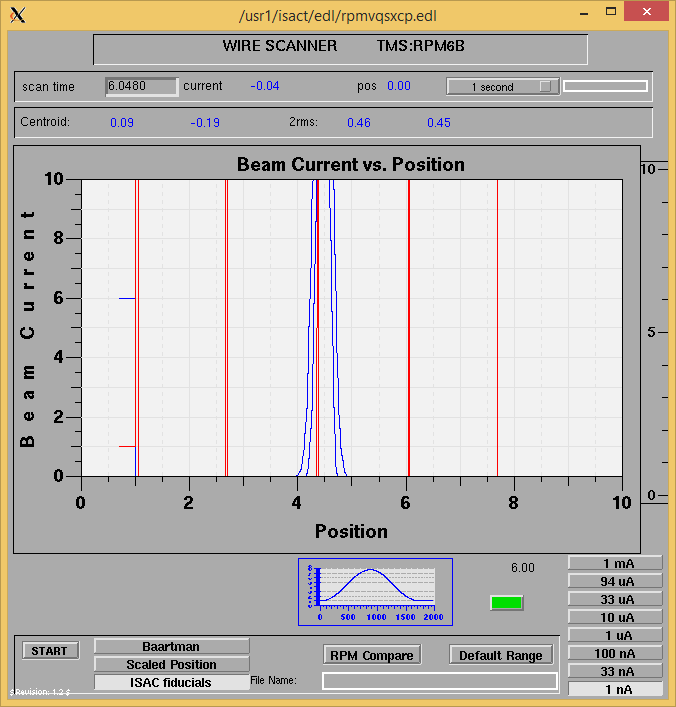 /usr1/isact/edl/rpmvqsxcp.edl
WIRE SCANNER TMS:RPM6B
scan time 6.0480 current -0.04 pos 0.00 1 second
Centroid: 0.09 -0.19 2rms: 0.46 0.45
Beam Current vs. Position
Beam Current
10
8
6
4
2
0
0 2 4 6 8 10
Position
10
5
0
8
0 500 1000 1500 2000
6.00
1 mA
94 uA
33 uA
10 uA
1 uA
100 nA
33 nA
1 nA
START
Baartman
Scaled Position
ISAC fiducials
RPM Compare
Default Range
File Name:
$Revision: 1.2 $